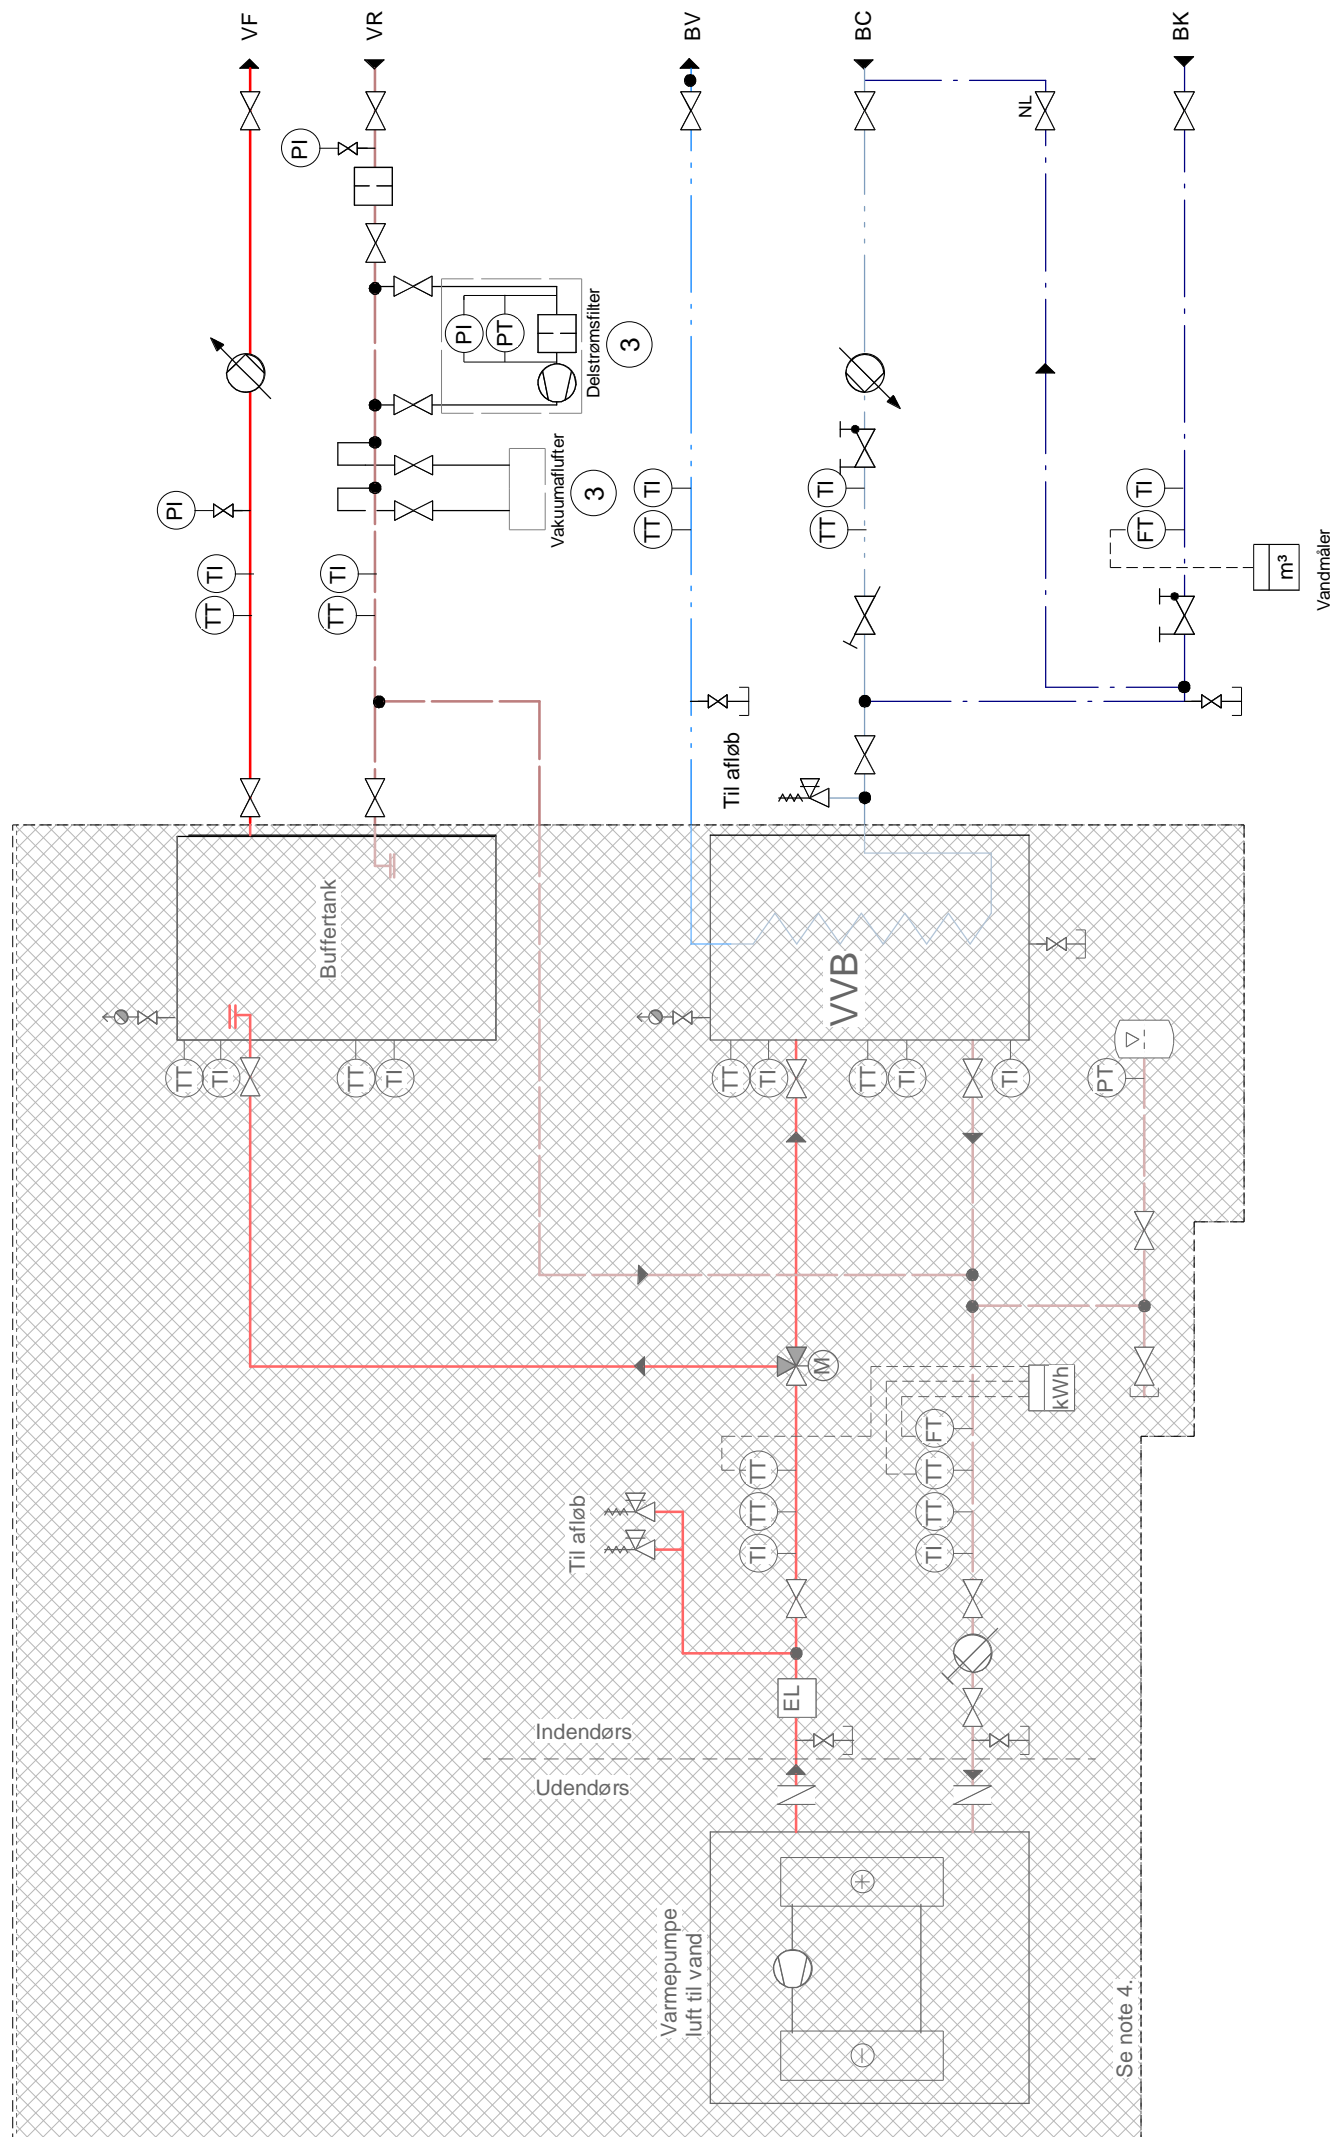 VF
VR
BV
BC
BK
NL
PI
PI
PT
Delstrømsfilter
3
PI
TI
TT
TI
TT
Vakuumaflufter
3
TI
TT
TI
TT
TI
FT
m³
Vandmåler
Til afløb
Buffertank
VVB
TT
TI
TT
TI
TT
TI
TT
TI
TI
PT
M
kWh
TT
TT
TI
FT
TT
TT
TI
Til afløb
EL
Indendørs
Udendørs
Varmepumpe
luft til vand
Se note 4.